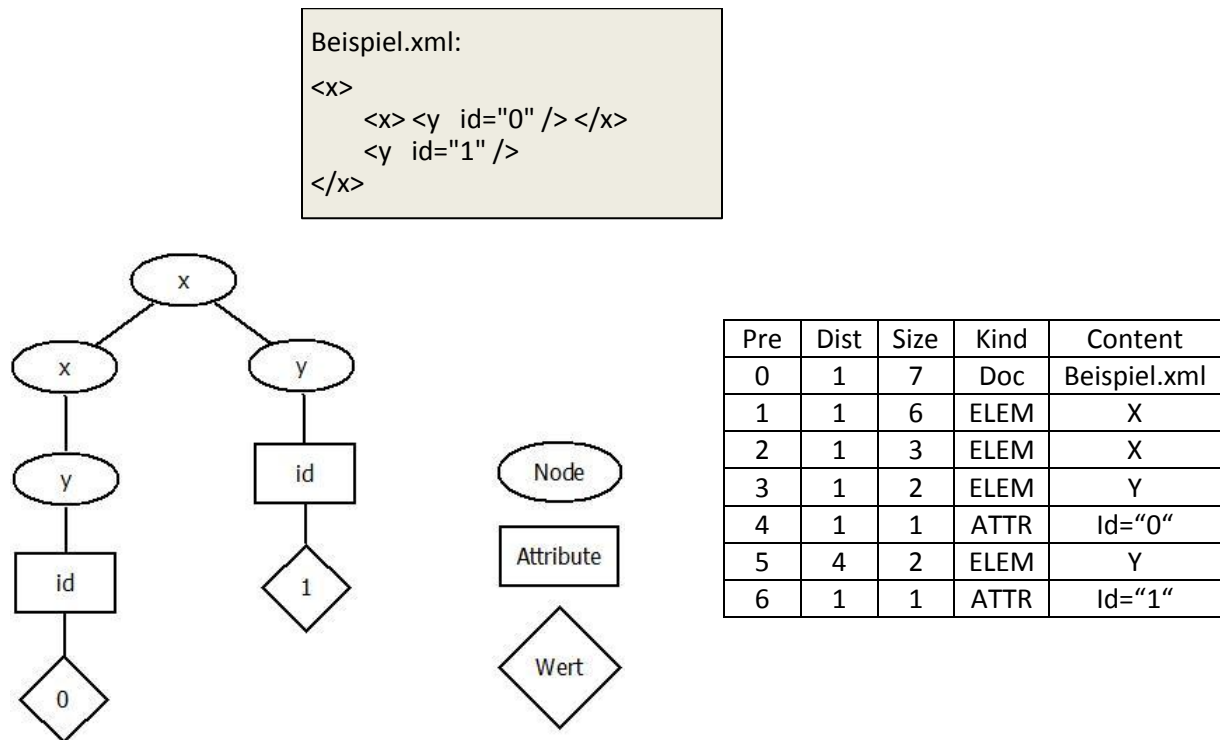 Beispiel.xml:
<x>
<x> <y id="0" /> </x>
<y id="1" />
</x>
x
x y
y id
id 1
0
Node
Attribute
Wert
Pre Dist Size Kind Content
0 1 7 Doc Beispiel.xml
1 1 6 ELEM X
2 1 3 ELEM X
3 1 2 ELEM Y
4 1 1 ATTR Id=“0“
5 4 2 ELEM Y
6 1 1 ATTR Id=“1“